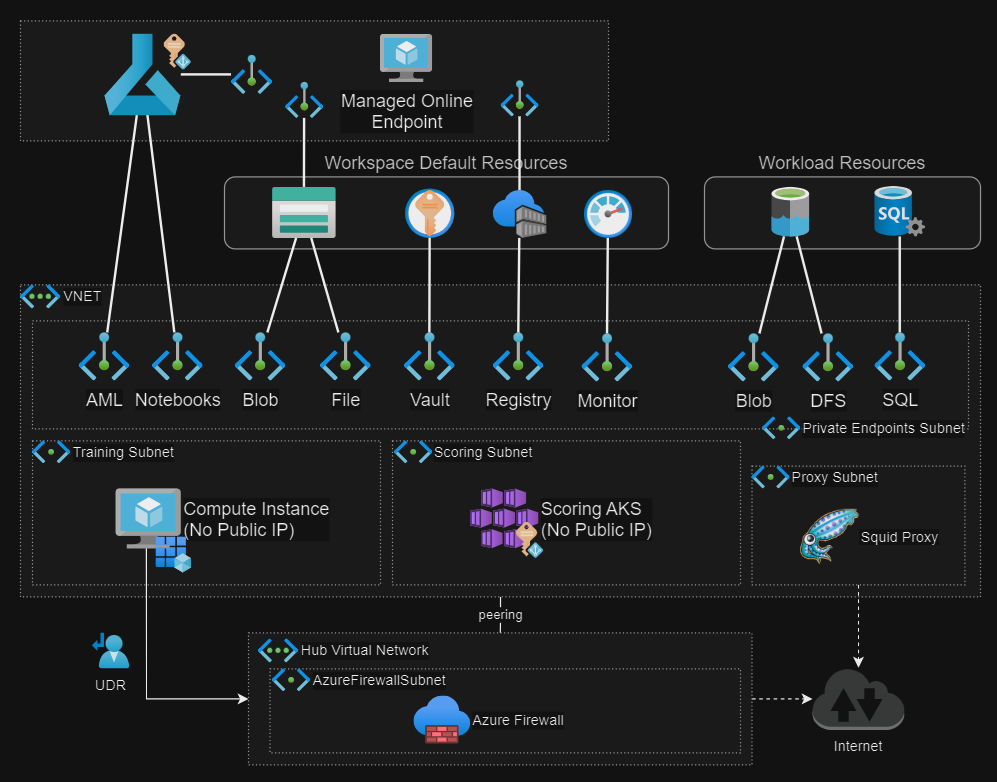 Managed Online
Endpoint
Workspace Default Resources
Workload Resources
SQL
VNET
AML
Notebooks
Blob
File
Vault
Registry
Monitor
Blob
DFS
SQL
Private Endpoints Subnet
Training Subnet
Scoring Subnet
Proxy Subnet
Compute Instance
(No Public IP)
Scoring AKS
(No Public IP)
Squid Proxy
peering
UDR
Hub Virtual Network
AzureFirewallSubnet
Azure Firewall
Internet